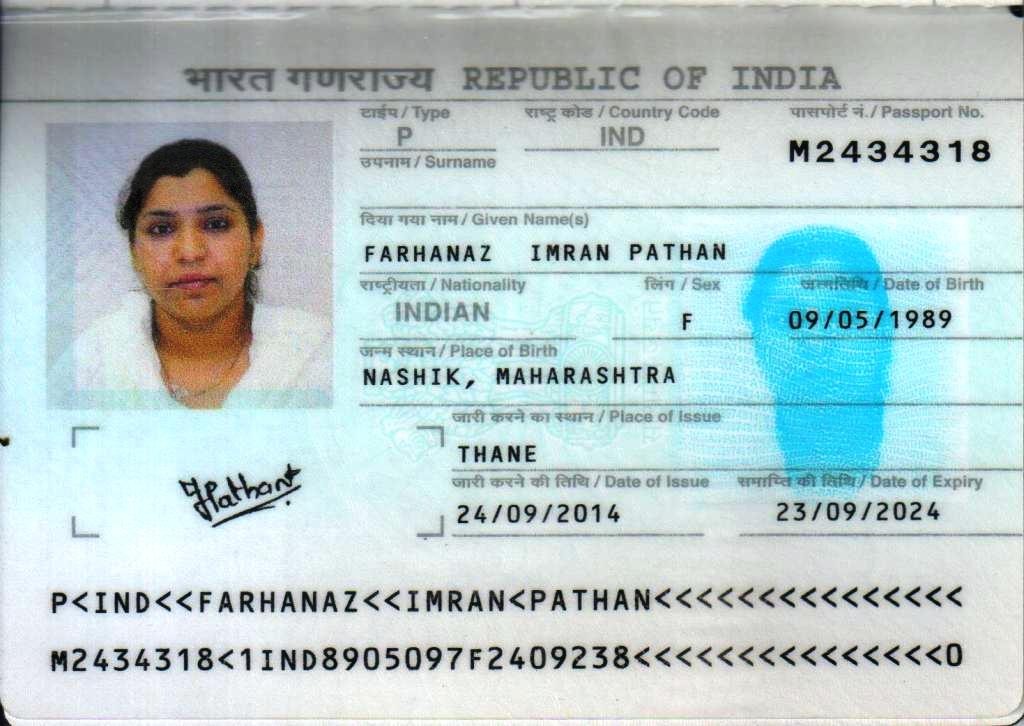 भारत गणराज्य REPUBLIC OF INDIA
टाईप / Type राष्ट्र कोड / Country Code पासपोर्ट नं. / Passport No.
P IND M2434318
उपनाम / Surname
दिया गया नाम / Given Name(s)
FARHANAZ IMRAN PATHAN
राष्ट्रीयता / Nationality लिंग / Sex जन्मतिथि / Date of Birth
INDIAN F 09/05/1989
जन्म स्थान / Place of Birth
NASHIK, MAHARASHTRA
जारी करने का स्थान / Place of Issue
THANE
जारी करने की तिथि / Date of Issue समाप्ति की तिथि / Date of Expiry
24/09/2014 23/09/2024
FPathan
P<IND<<FARHANAZ<<IMRAN<PATHAN<<<<<<<<<<<<<<<
M2434318<1IND8905097F2409238<<<<<<<<<<<<<<<0